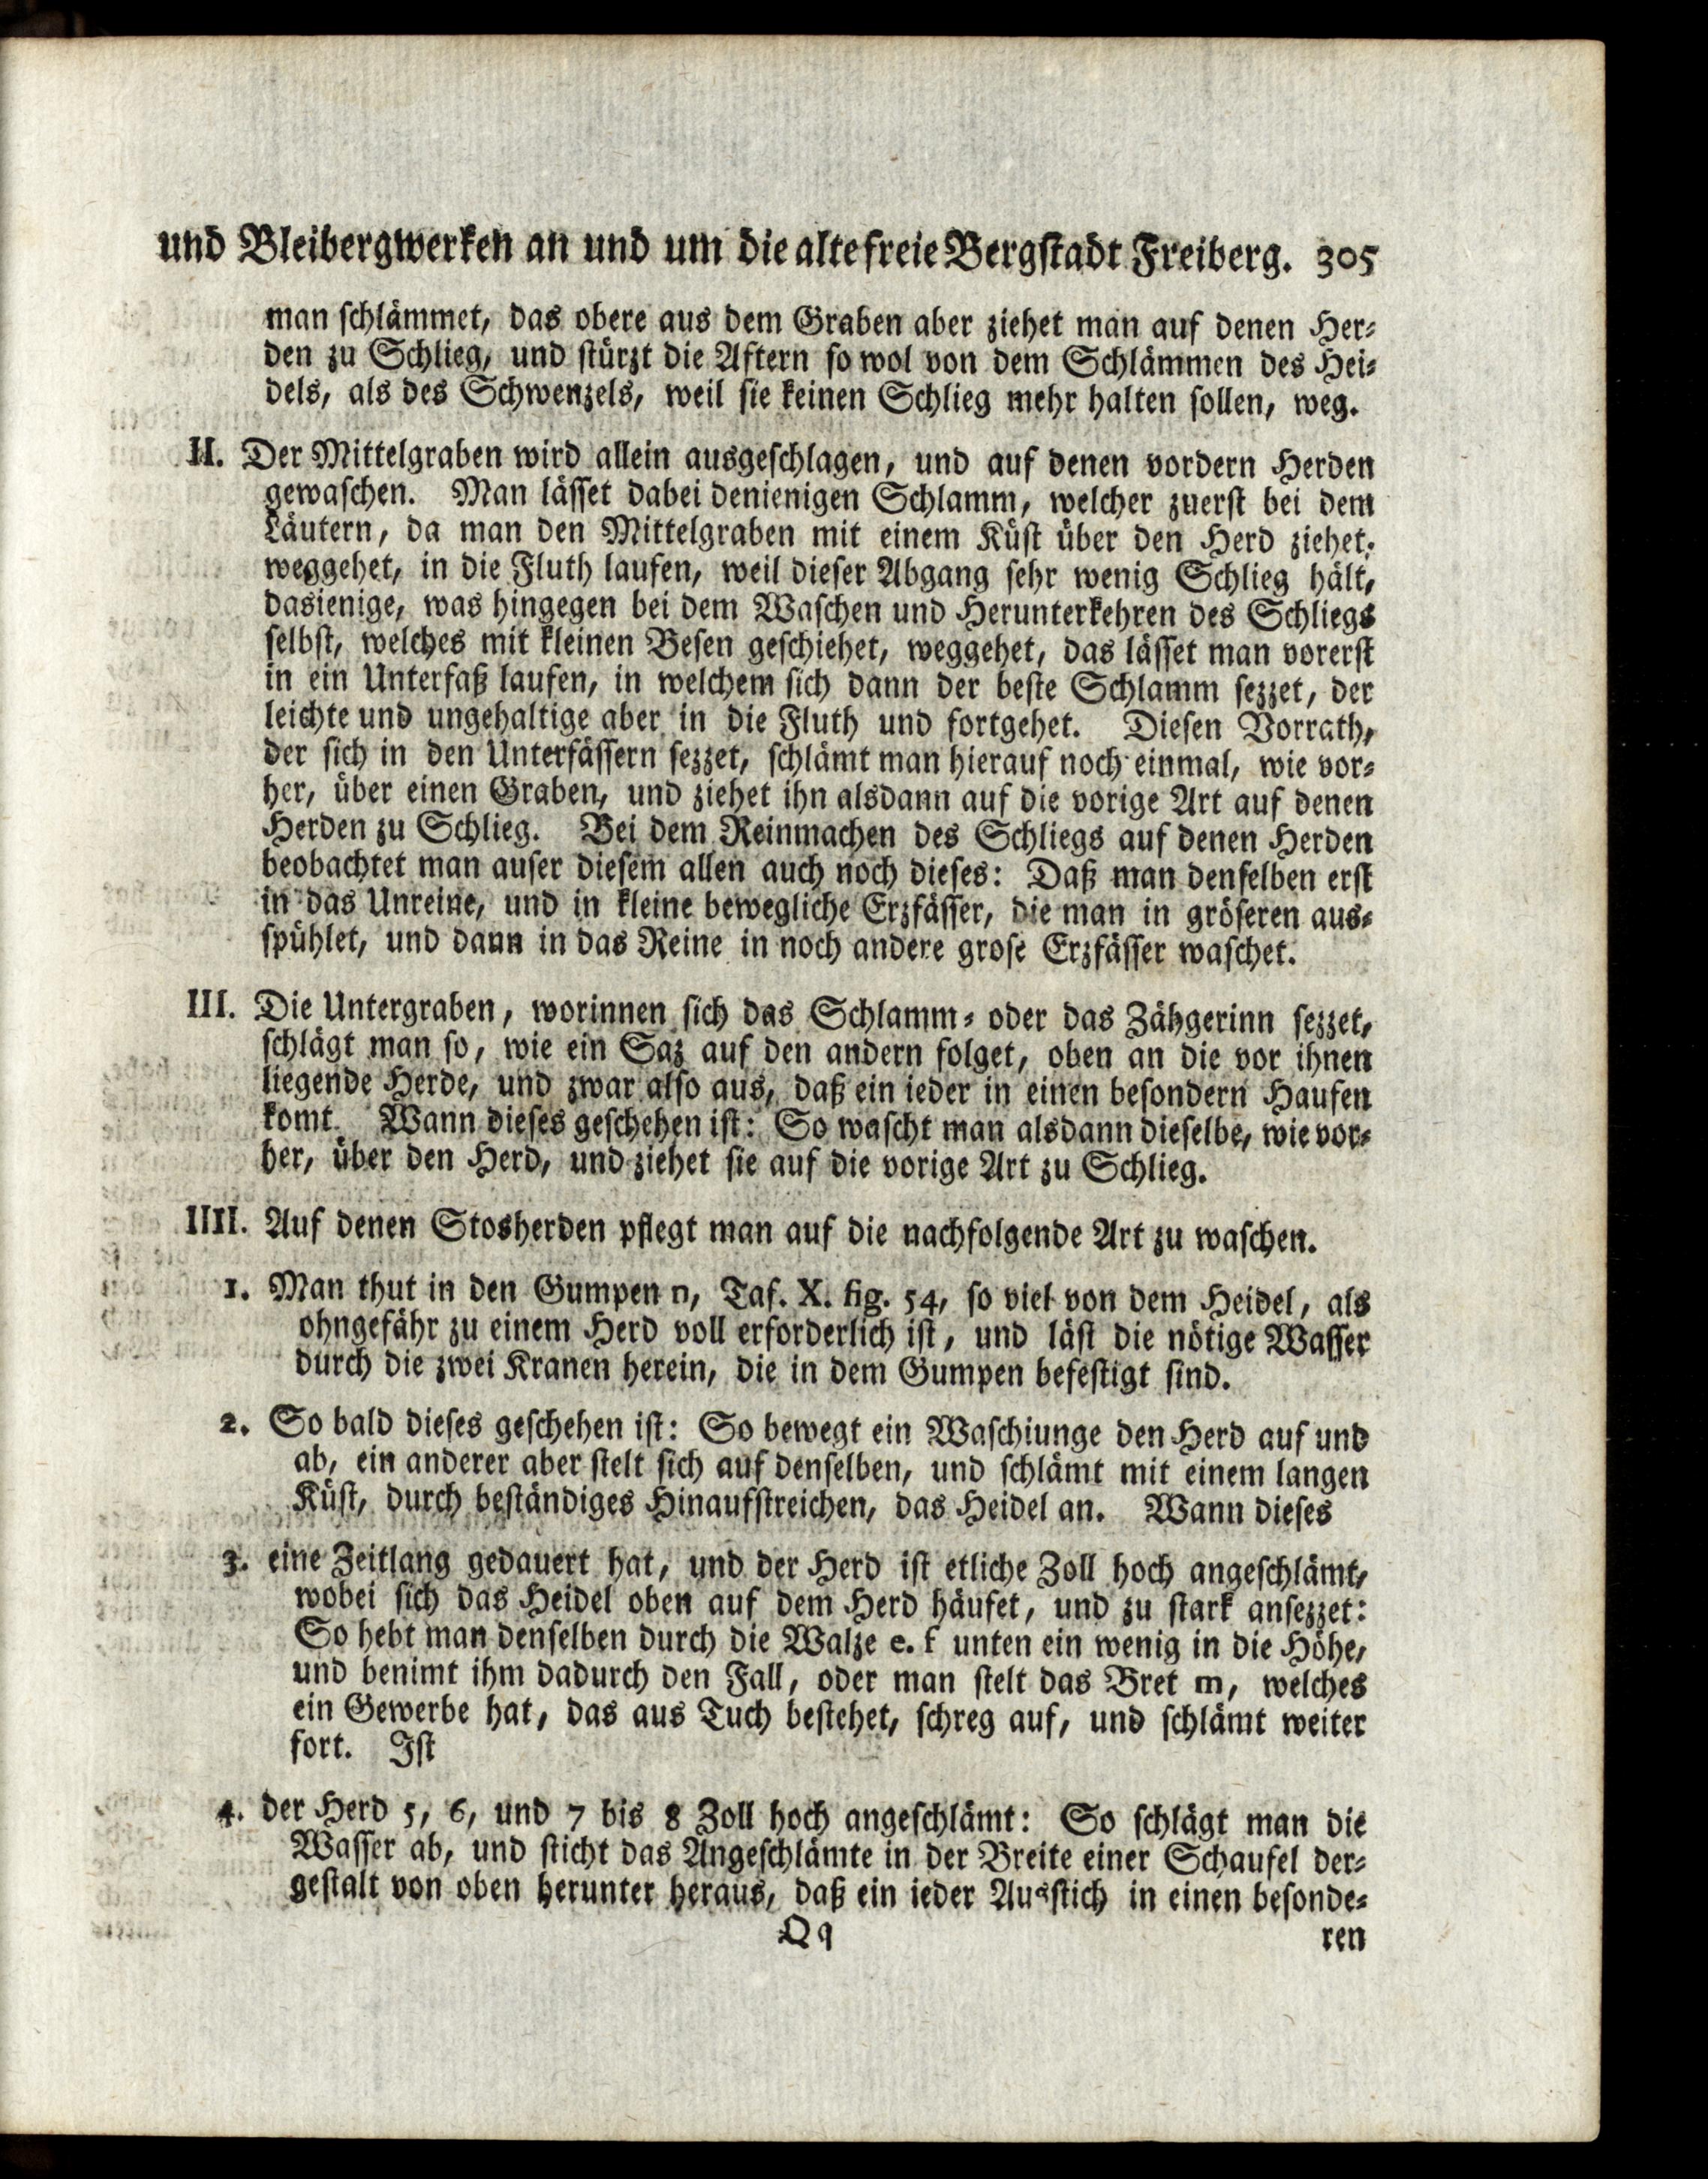 und Bleibergwerken an und um die alte freie Bergstadt Freiberg. 305
man schlämmet, das obere aus dem Graben aber ziehet man auf denen Her⸗
den zu Schlieg, und stürzt die Aftern so wol von dem Schlämmen des Hei⸗
dels, als des Schwenzels, weil sie keinen Schlieg mehr halten sollen, weg.
II. Der Mittelgraben wird allein ausgeschlagen, und auf denen vordern Herden
gewaschen. Man lässet dabei denienigen Schlamm, welcher zuerst bei dem
Läutern, da man den Mittelgraben mit einem Küst über den Herd ziehet,
weggehet, in die Fluth laufen, weil dieser Abgang sehr wenig Schlieg hält,
dasienige, was hingegen bei dem Waschen und Herunterkehren des Schliegs
selbst, welches mit kleinen Besen geschiehet, weggehet, das lässet man vorerst
in ein Unterfaß laufen, in welchem sich dann der beste Schlamm sezzet, der
leichte und ungehaltige aber in die Fluth und fortgehet. Diesen Vorrath,
der sich in den Unterfässern sezzet, schlämt man hierauf noch einmal, wie vor⸗
her, über einen Graben, und ziehet ihn alsdann auf die vorige Art auf denen
Herden zu Schlieg. Bei dem Reinmachen des Schliegs auf denen Herden
beobachtet man auser diesem allen auch noch dieses: Daß man denselben erst
in das Unreine, und in kleine bewegliche Erzfässer, die man in gröseren aus⸗
spühlet, und dann in das Reine in noch andere grose Erzfässer waschet.
III. Die Untergraben, worinnen sich das Schlamm⸗ oder das Zähgerinn sezzet,
schlägt man so, wie ein Saz auf den andern folget, oben an die vor ihnen
liegende Herde, und zwar also aus, daß ein ieder in einen besondern Haufen
komt. Wann dieses geschehen ist: So wascht man alsdann dieselbe, wie vor⸗
her, über den Herd, und ziehet sie auf die vorige Art zu Schlieg.
IIII. Auf denen Stosherden pflegt man auf die nachfolgende Art zu waschen.
1. Man thut in den Gumpen n, Taf. X. fig. 54, so viel von dem Heidel, als
ohngefähr zu einem Herd voll erforderlich ist, und läst die nötige Wasser
durch die zwei Kranen herein, die in dem Gumpen befestigt sind.
2. So bald dieses geschehen ist: So bewegt ein Waschiunge den Herd auf und
ab, ein anderer aber stelt sich auf denselben, und schlämt mit einem langen
Küst, durch beständiges Hinaufstreichen, das Heidel an. Wann dieses
3. eine Zeitlang gedauert hat, und der Herd ist etliche Zoll hoch angeschlämt,
wobei sich das Heidel oben auf dem Herd häufet, und zu stark ansezzet:
So hebt man denselben durch die Walze e. k unten ein wenig in die Höhe,
und benimt ihm dadurch den Fall, oder man stelt das Bret m, welches
ein Gewerbe hat, das aus Tuch bestehet, schreg auf, und schlämt weiter
fort. Ist
4. der Herd 5, 6, und 7 bis 8 Zoll hoch angeschlämt: So schlägt man die
Wasser ab, und sticht das Angeschlämte in der Breite einer Schaufel der⸗
gestalt von oben herunter heraus, daß ein ieder Ausstich in einen besonde⸗
Qq ren